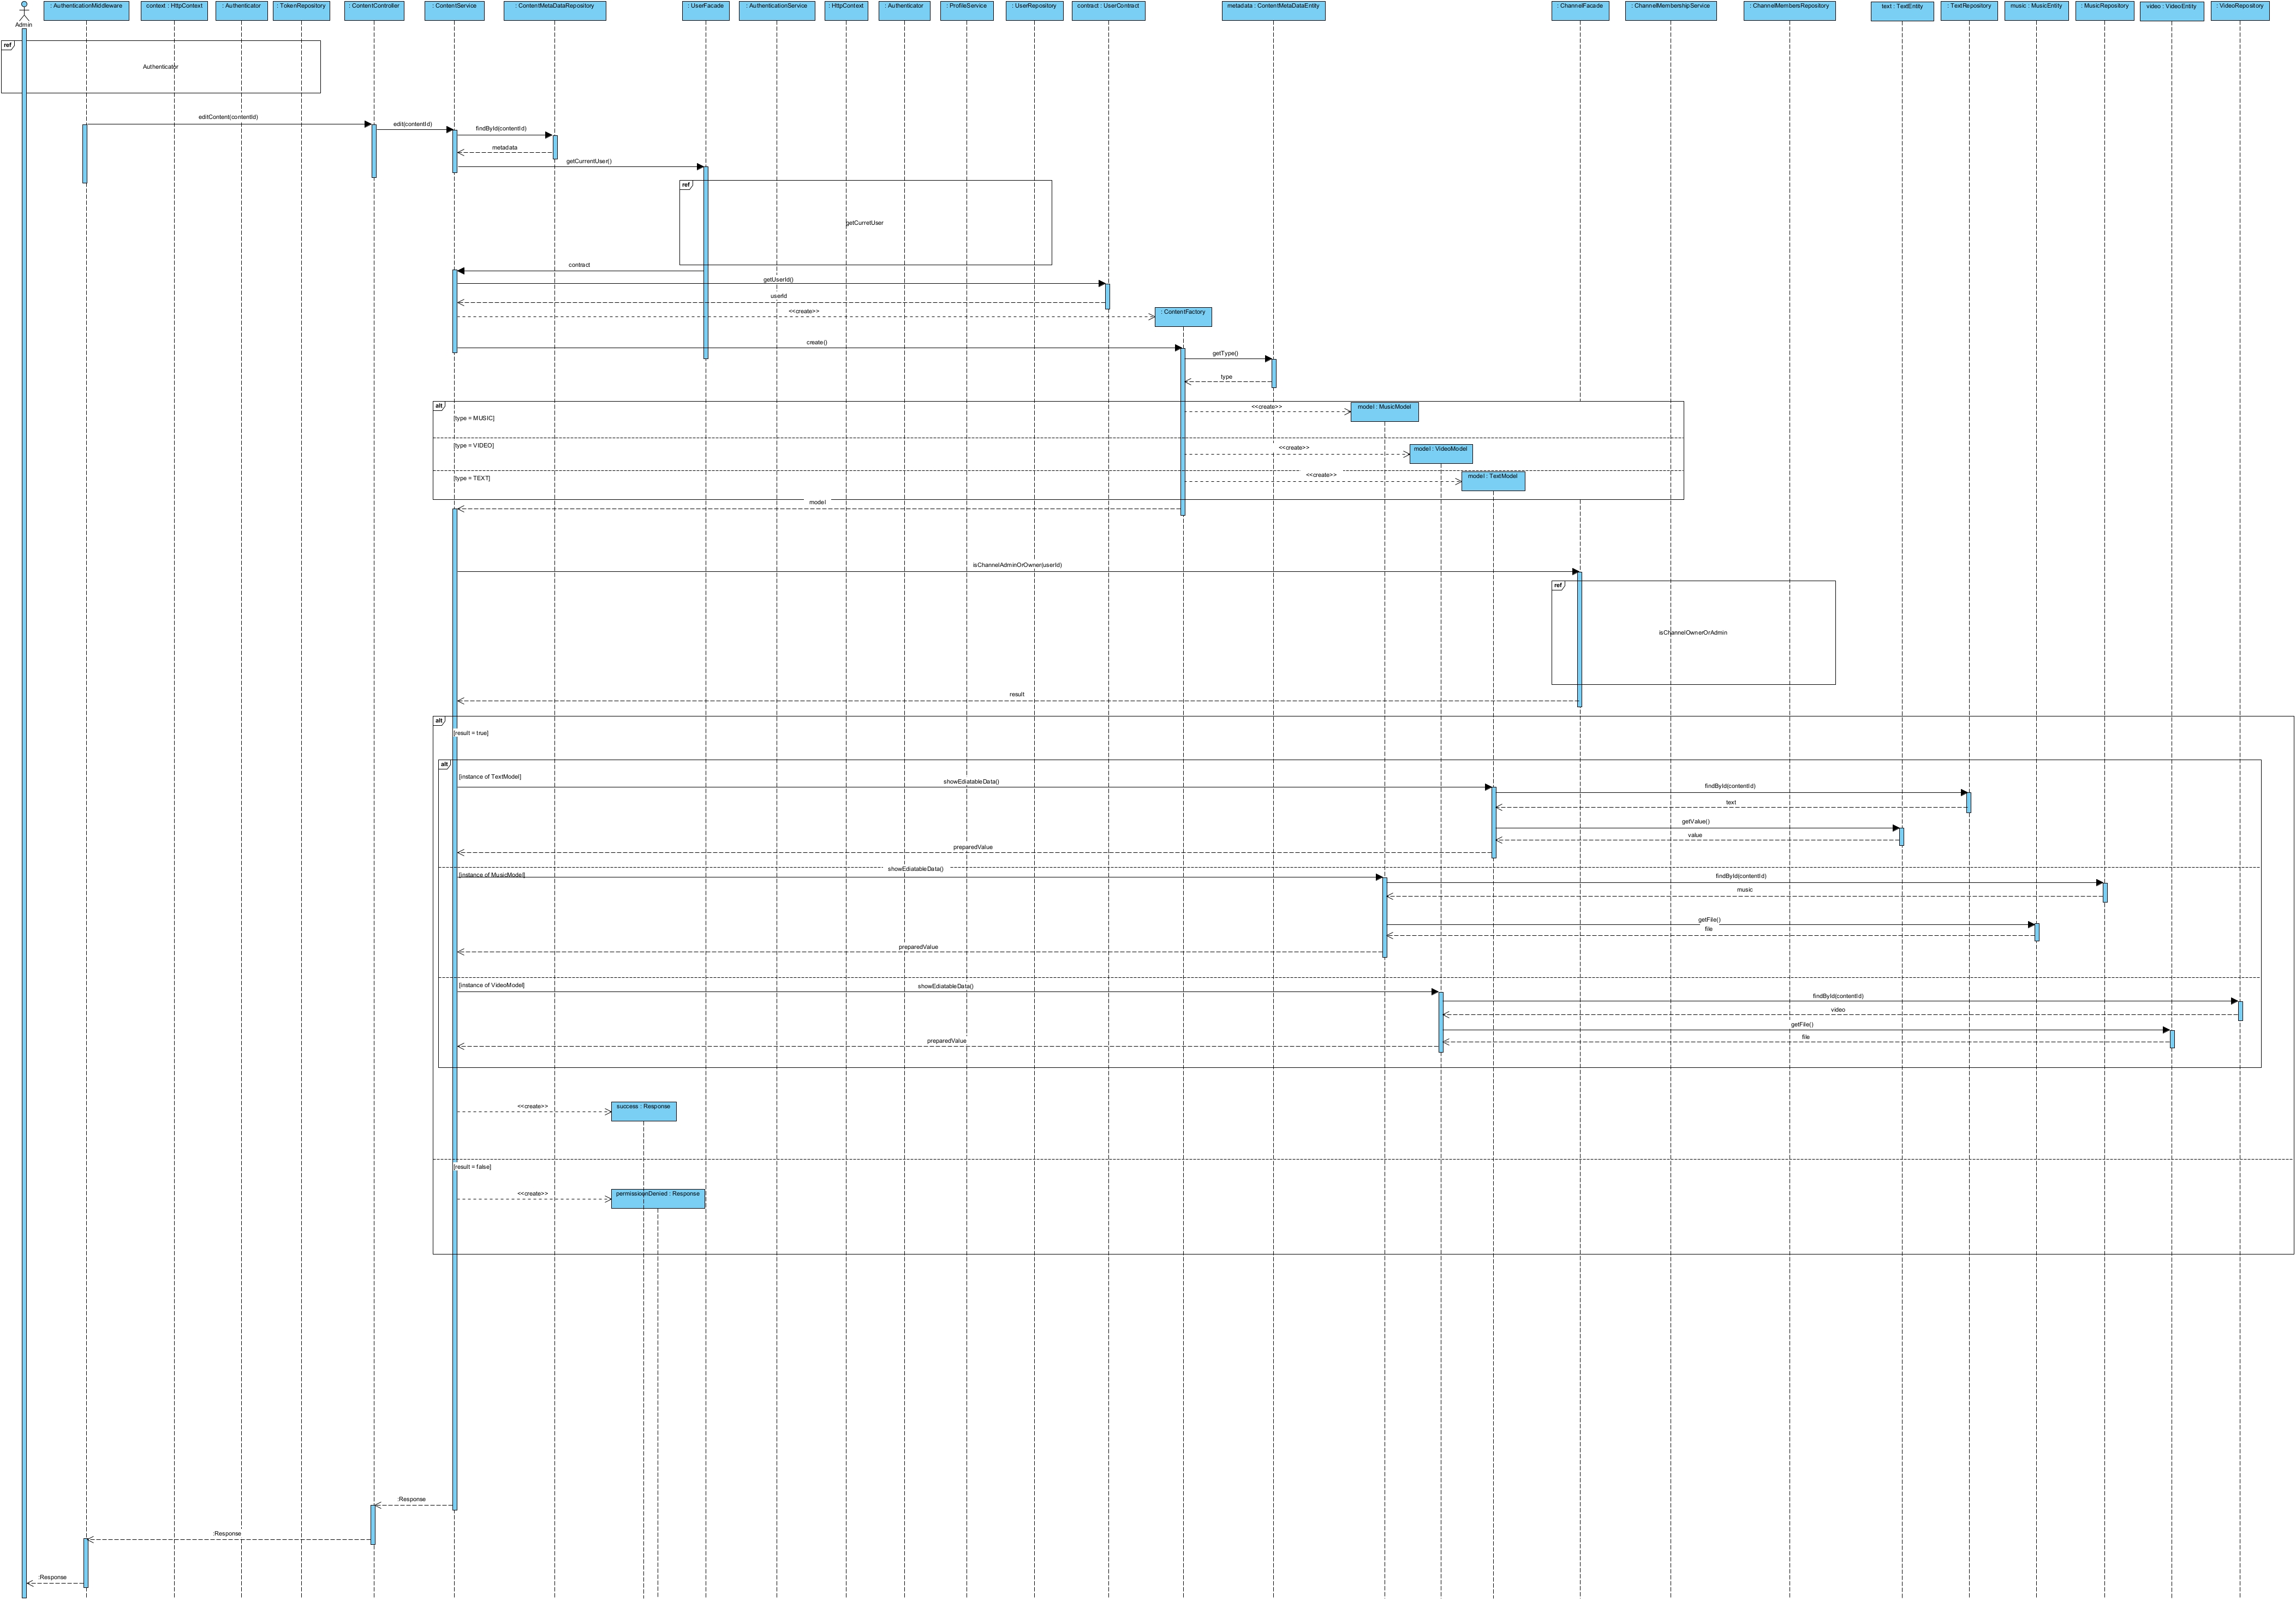 Admin
: AuthenticationMiddleware
context : HttpContext
: Authenticator
: TokenRepository
: ContentController
: ContentService
: ContentMetaDataRepository
: UserFacade
: AuthenticationService
: HttpContext
: Authenticator
: ProfileService
: UserRepository
contract : UserContract
metadata : ContentMetaDataEntity
: ChannelFacade
: ChannelMembershipService
: ChannelMembersRepository
text : TextEntity
: TextRepository
music : MusicEntity
: MusicRepository
video : VideoEntity
: VideoRepository
ref
Authenticator
editContent(contentId)
edit(contentId)
findById(contentId)
metadata
getCurrentUser()
ref
getCurretUser
contract
getUserId()
userId
<<create>>
: ContentFactory
create()
getType()
type
alt
[type = MUSIC]
<<create>>
model : MusicModel
[type = VIDEO]
<<create>>
model : VideoModel
[type = TEXT]
<<create>>
model : TextModel
model
isChannelAdminOrOwner(userId)
ref
isChannelOwnerOrAdmin
result
alt
[result = true]
alt
[instance of TextModel]
showEdiatableData()
findById(contentId)
text
getValue()
value
preparedValue
[instance of MusicModel]
showEdiatableData()
findById(contentId)
music
getFile()
file
preparedValue
[instance of VideoModel]
showEdiatableData()
findById(contentId)
video
getFile()
file
preparedValue
<<create>>
success : Response
[result = false]
<<create>>
permissionDenied : Response
:Response
:Response
:Response